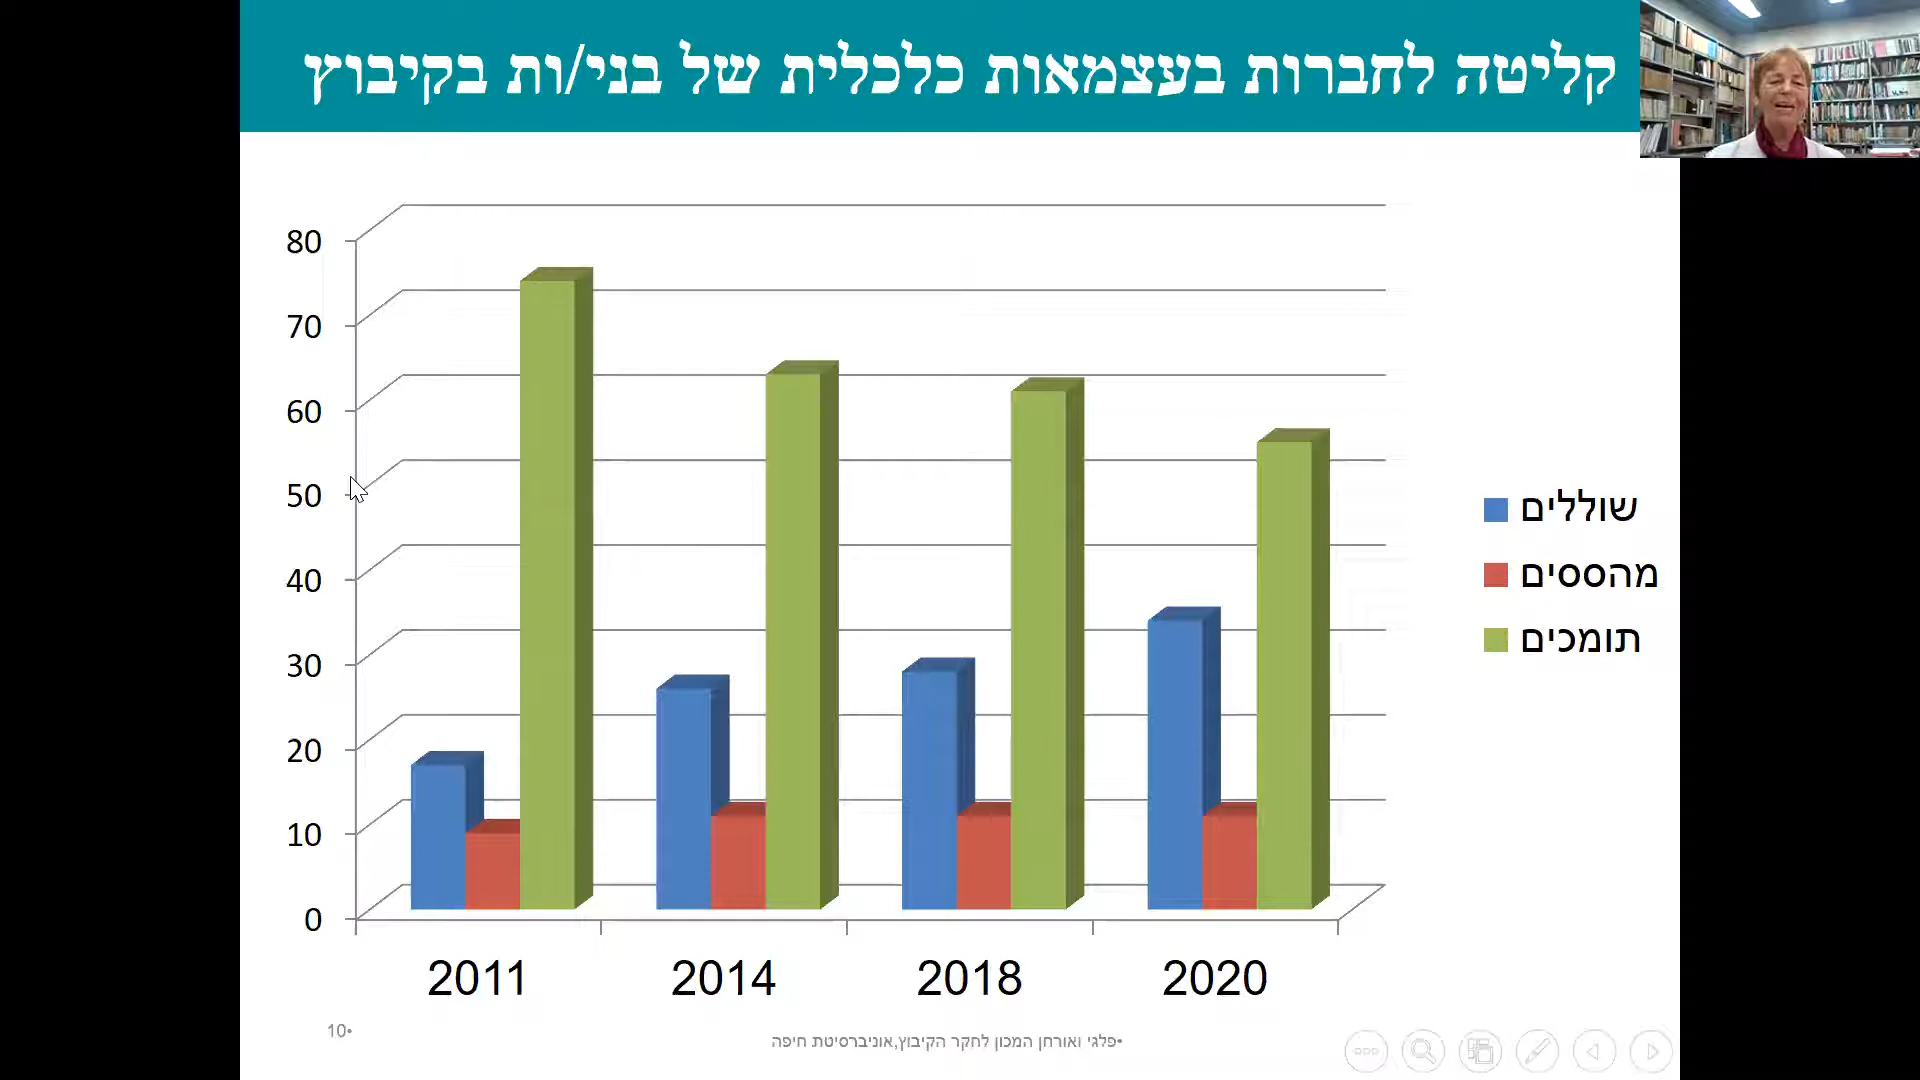 קליטה לחברות בעצמאות כלכלית של בני/ות בקיבוץ
80
70
60
50
40
30
20
10
0
2011 2014 2018 2020
שוללים
מהססים
תומכים
•פלגי ואורחן המכון לחקר הקיבוץ,אוניברסיטת חיפה
10•